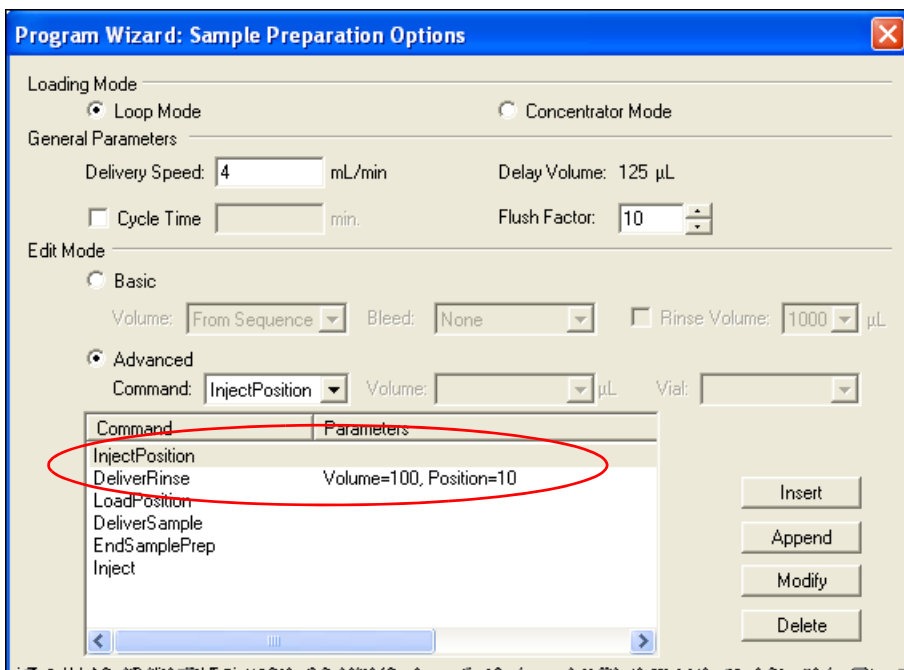 Program Wizard: Sample Preparation Options
Loading Mode
Loop Mode Concentrator Mode
General Parameters
Delivery Speed: 4 mL/min Delay Volume: 125 µL
Cycle Time min. Flush Factor: 10
Edit Mode
Basic
Volume: From Sequence Bleed: None Rinse Volume: 1000 µL
Advanced
Command: InjectPosition Volume: µL Vial:
Command Parameters
InjectPosition
DeliverRinse Volume=100, Position=10
LoadPosition
DeliverSample
EndSamplePrep
Inject
Insert
Append
Modify
Delete